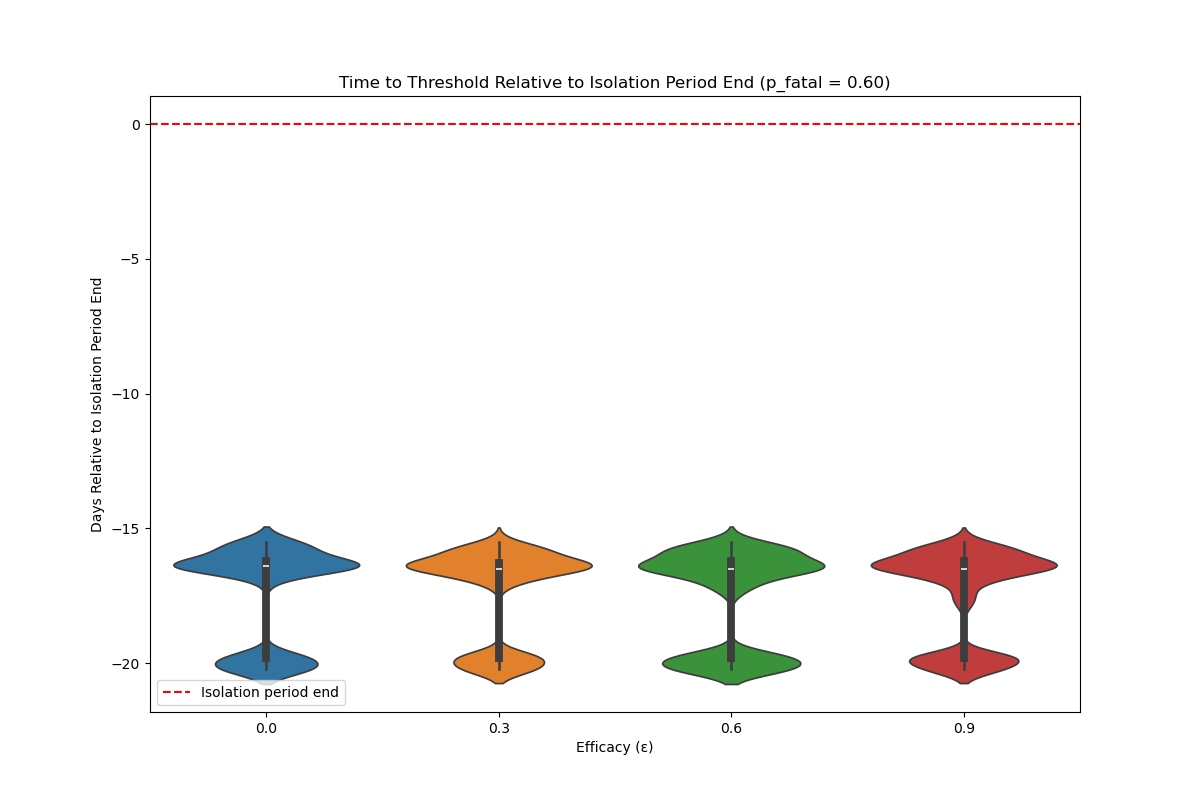 Time to Threshold Relative to Isolation Period End (p_fatal = 0.60)
Days Relative to Isolation Period End
0
−5
−10
−15
−20
Isolation period end
0.0
0.3
0.6
0.9
Efficacy (ε)